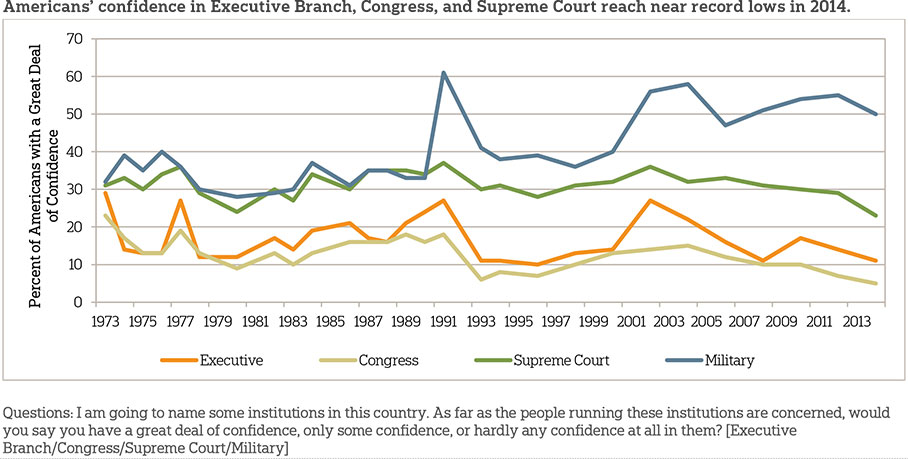 Americans' confidence in Executive Branch, Congress, and Supreme Court reach near record lows in 2014.
Percent of Americans with a Great Deal
of Confidence
70
60
50
40
30
20
10
0
1973 1975 1977 1979 1981 1983 1985 1987 1989 1991 1993 1995 1997 1999 2001 2003 2005 2007 2009 2011 2013
Executive Congress Supreme Court Military
Questions: I am going to name some institutions in this country. As far as the people running these institutions are concerned, would
you say you have a great deal of confidence, only some confidence, or hardly any confidence at all in them? [Executive
Branch/Congress/Supreme Court/Military]